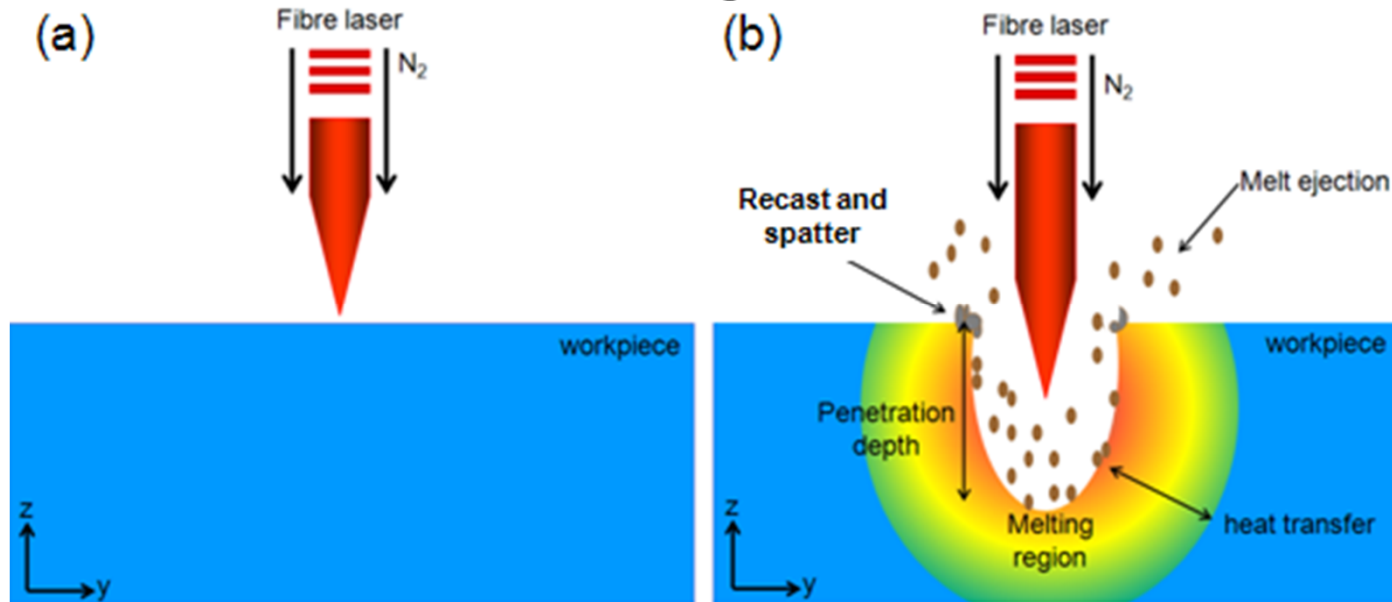 (a)
Fibre laser
N2
workpiece
z
y
(b)
Fibre laser
N2
Melt ejection
Recast and
spatter
workpiece
Penetration
depth
Melting
region
heat transfer
z
y